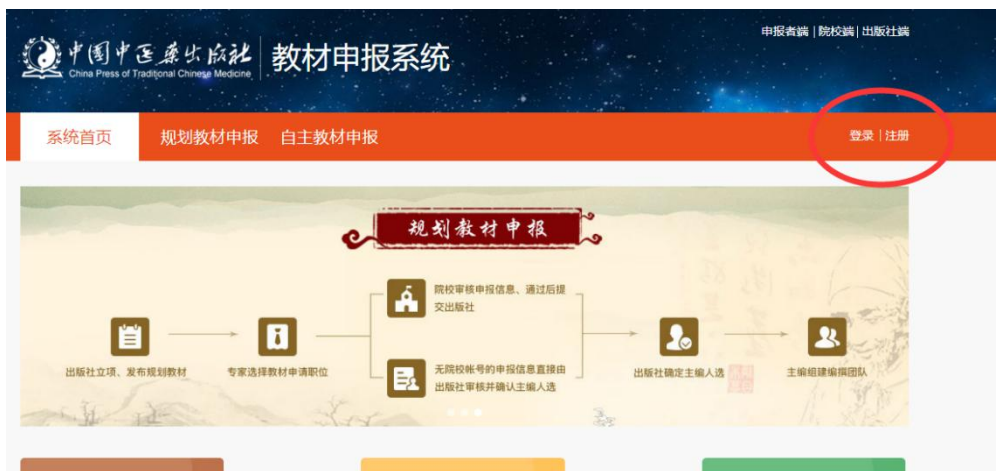 申报者端 | 院校端 | 出版社端
中国中医药出版社
China Press of Traditional Chinese Medicine
教材申报系统
系统首页 规划教材申报 自主教材申报 登录 | 注册
规划教材申报
院校审核申报信息、通过后提
交出版社
出版社立项、发布规划教材
专家选择教材申请职位
无院校帐号的申报信息直接由
出版社审核并确认主编人选
出版社确定主编人选
主编组建编撰团队